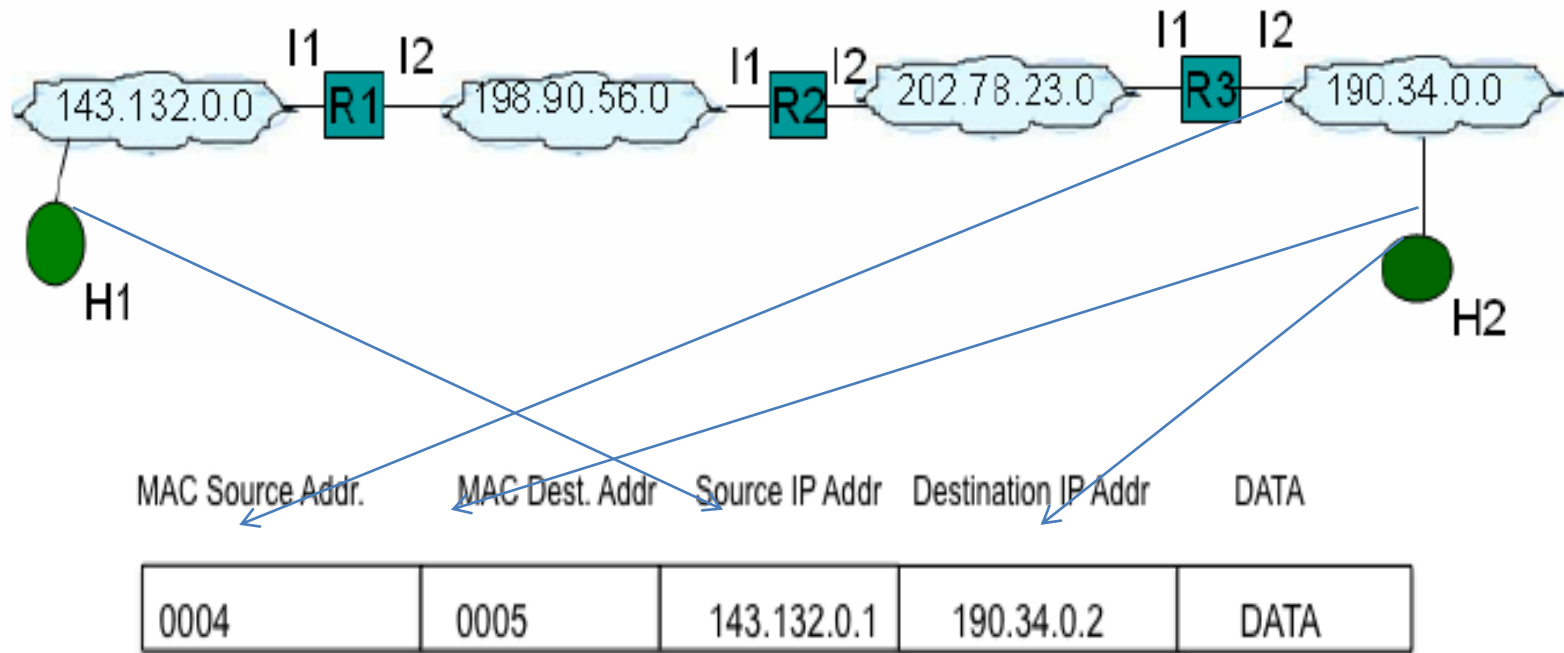 I1 I2 I1 I2 I1 I2
143.132.0.0 R1 198.90.56.0 R2 202.78.23.0 R3 190.34.0.0
H1 H2
MAC Source Addr. MAC Dest. Addr Source IP Addr Destination IP Addr DATA
0004 0005 143.132.0.1 190.34.0.2 DATA